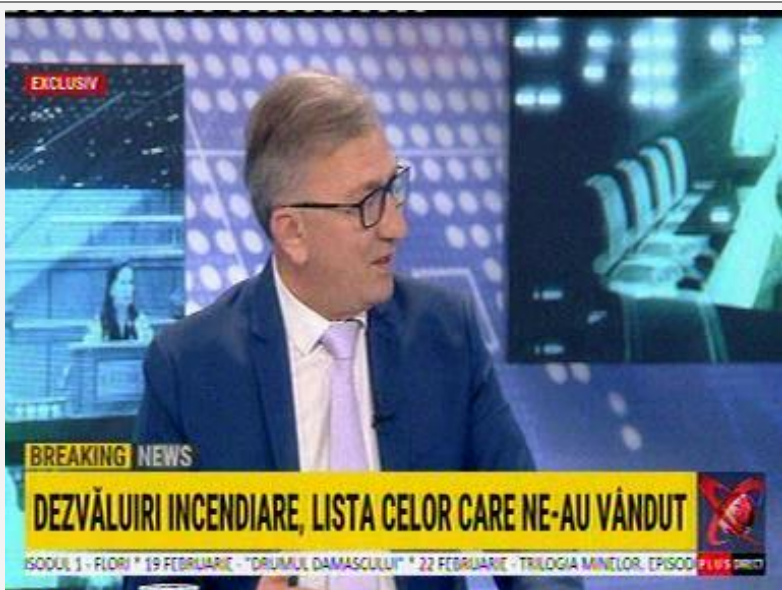 EXCLUSIV
BREAKING NEWS
DEZVĂLUIRI INCENDIARE, LISTA CELOR CARE NE-AU VÂNDUT
ISODUL 1 - FLORI * 19 FEBRUARIE - "DRUMUL DAMASCULUI" * 22 FEBRUARIE - TRILOGIA MINELOR. EPISOD
PLUS DIRECT